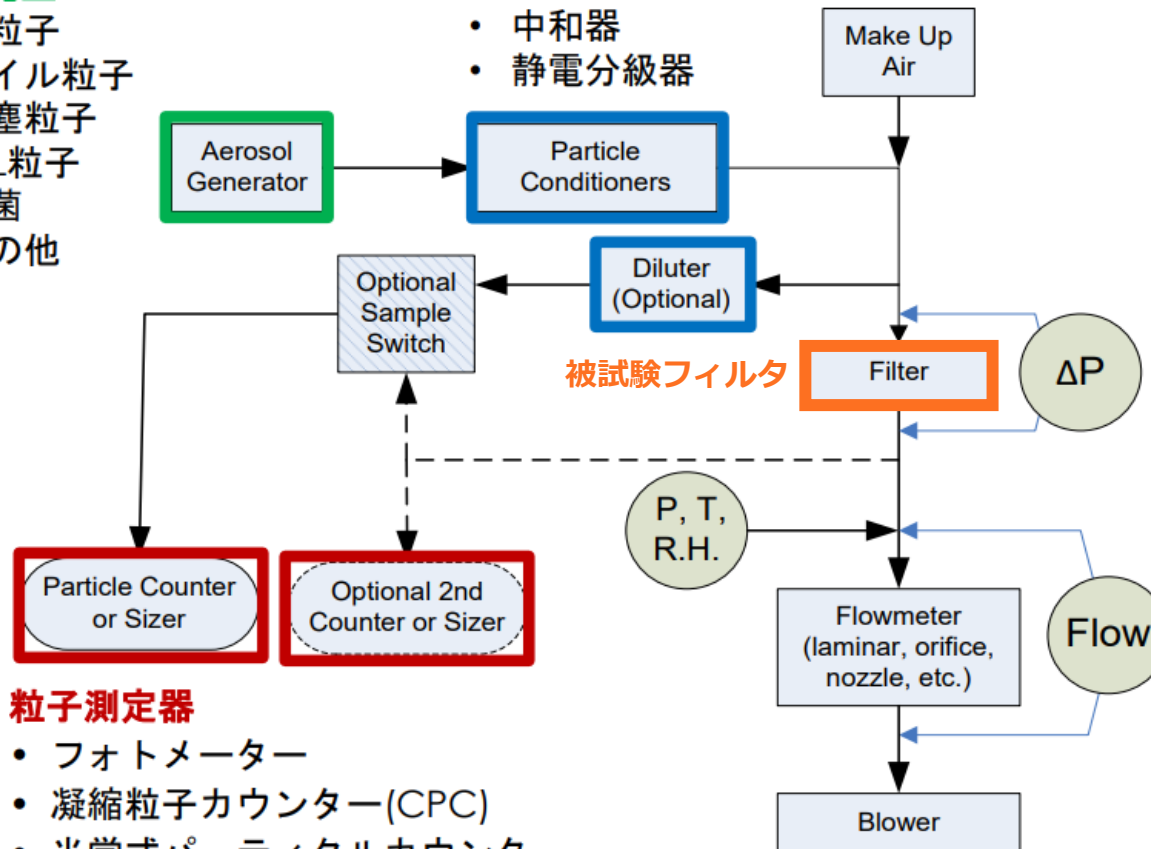 粒子
イル粒子
塵粒子
粒子
菌
の他
• 中和器
• 静電分級器
Make Up
Air
Aerosol
Generator
Particle
Conditioners
Optional
Sample
Switch
Diluter
(Optional)
被試験フィルタ
Filter
ΔP
P, T,
R.H.
Particle Counter
or Sizer
Optional 2nd
Counter or Sizer
Flowmeter
(laminar, orifice,
nozzle, etc.)
Flow
Blower
粒子測定器
• フォトメーター
• 凝縮粒子カウンター(CPC)